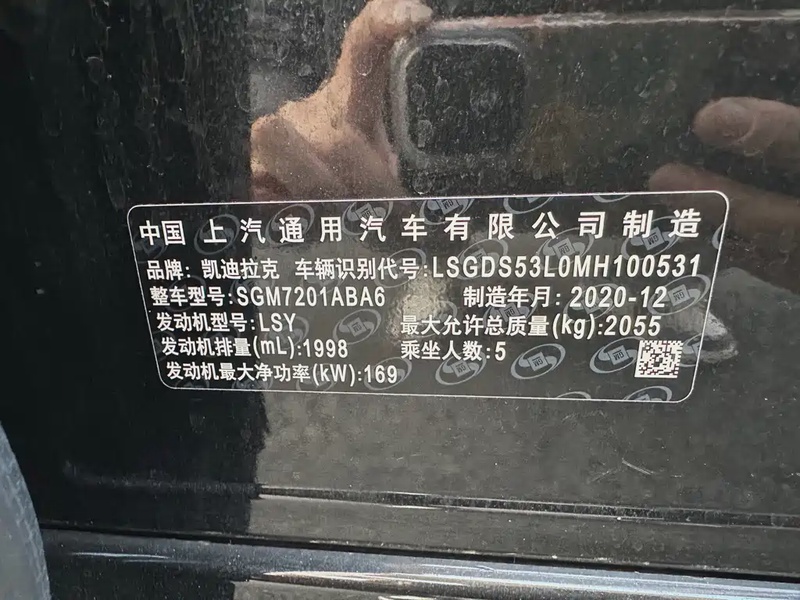 中国 上汽通用汽车有限公司制造
品牌: 凯迪拉克 车辆识别代号:LSGDS53L0MH100531
整车型号:SGM7201ABA6 制造年月:2020-12
发动机型号:LSY 最大允许总质量(kg):2055
发动机排量(mL):1998 乘坐人数:5
发动机最大净功率(kW):169